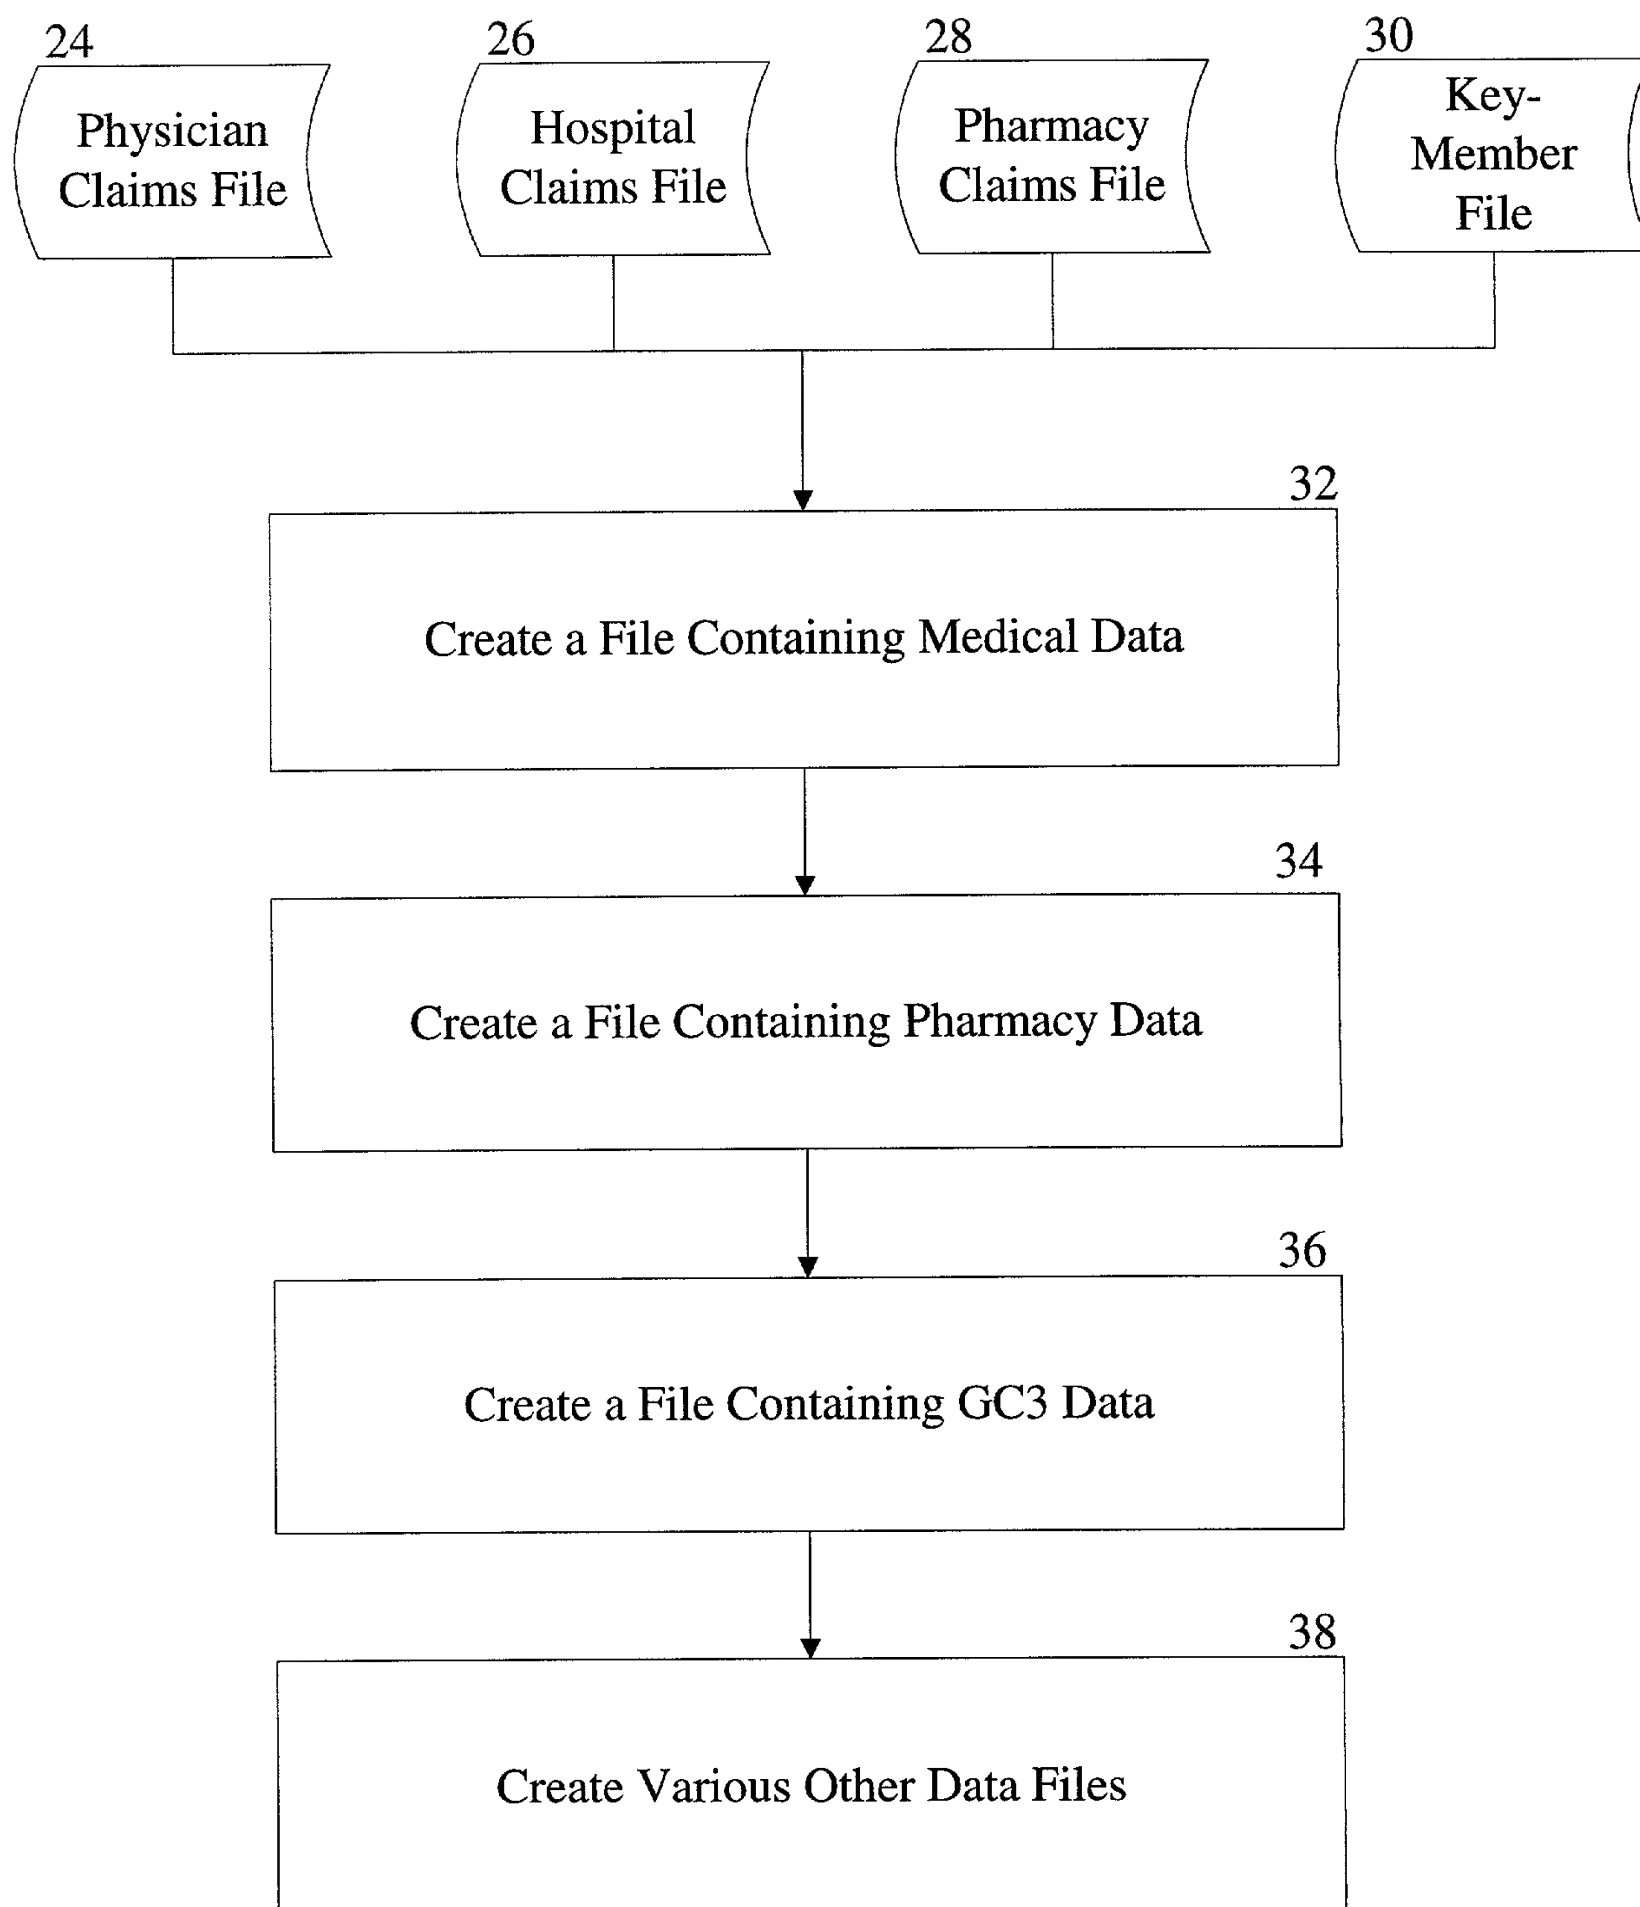 24
Physician
Claims File
26
Hospital
Claims File
28
Pharmacy
Claims File
30
Key-
Member
File
32
Create a File Containing Medical Data
34
Create a File Containing Pharmacy Data
36
Create a File Containing GC3 Data
38
Create Various Other Data Files